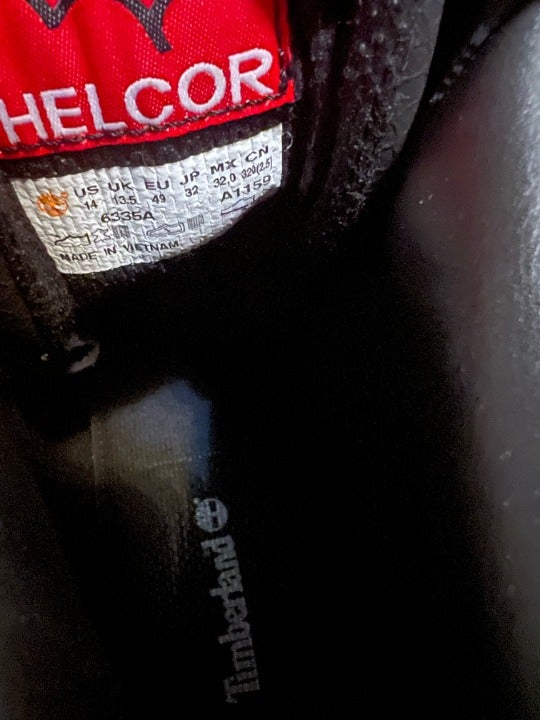 HELCOR
US UK EU JP MX CN
14 13.5 49 32 32.0 320(2.5)
6335A A1159
MADE IN VIETNAM
Timberland